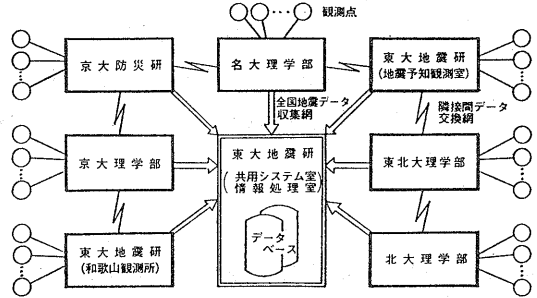 観測点
京大防災研
名大理学部
東大地震研
(地震予知観測室)
全国地震データ
収集網
隣接間データ
交換網
京大理学部
東大地震研
(共用システム室
情報処理室)
東北大理学部
データ
ベース
東大地震研
(和歌山観測所)
北大理学部